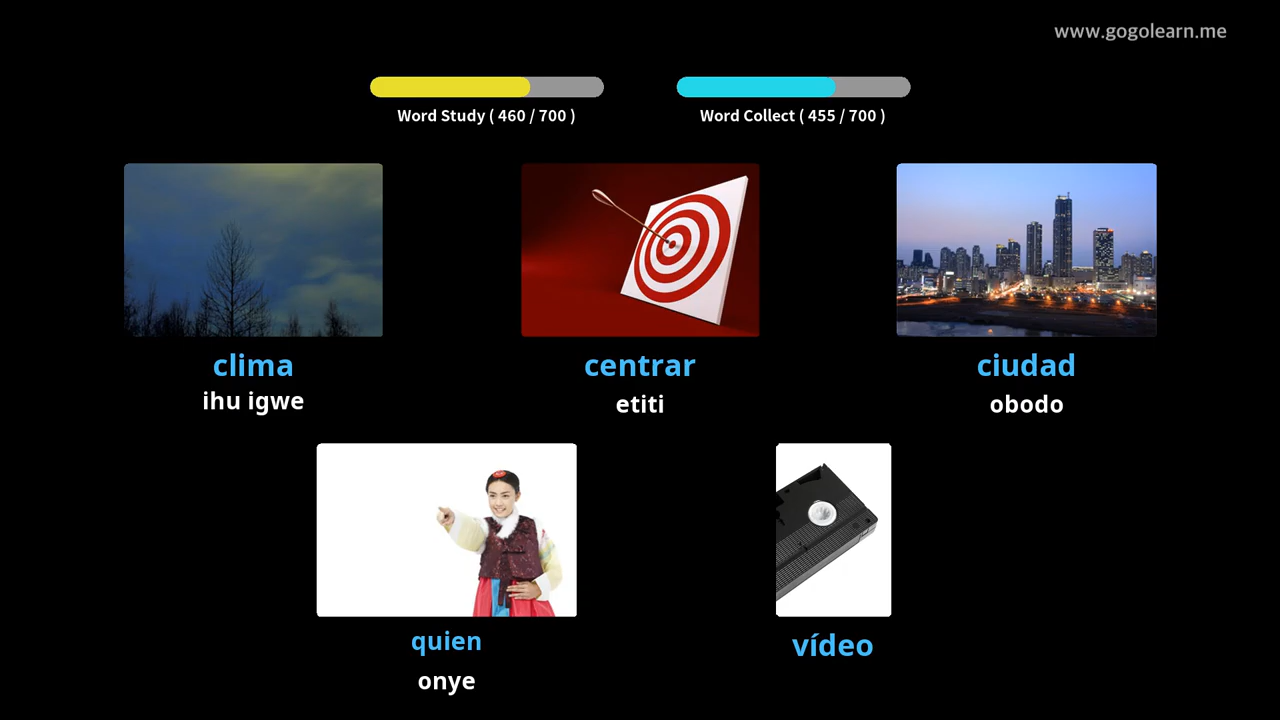 www.gogolearn.me
Word Study ( 460 / 700 )
Word Collect ( 455 / 700 )
clima
ihu igwe
centrar
etiti
ciudad
obodo
quien
onye
vídeo